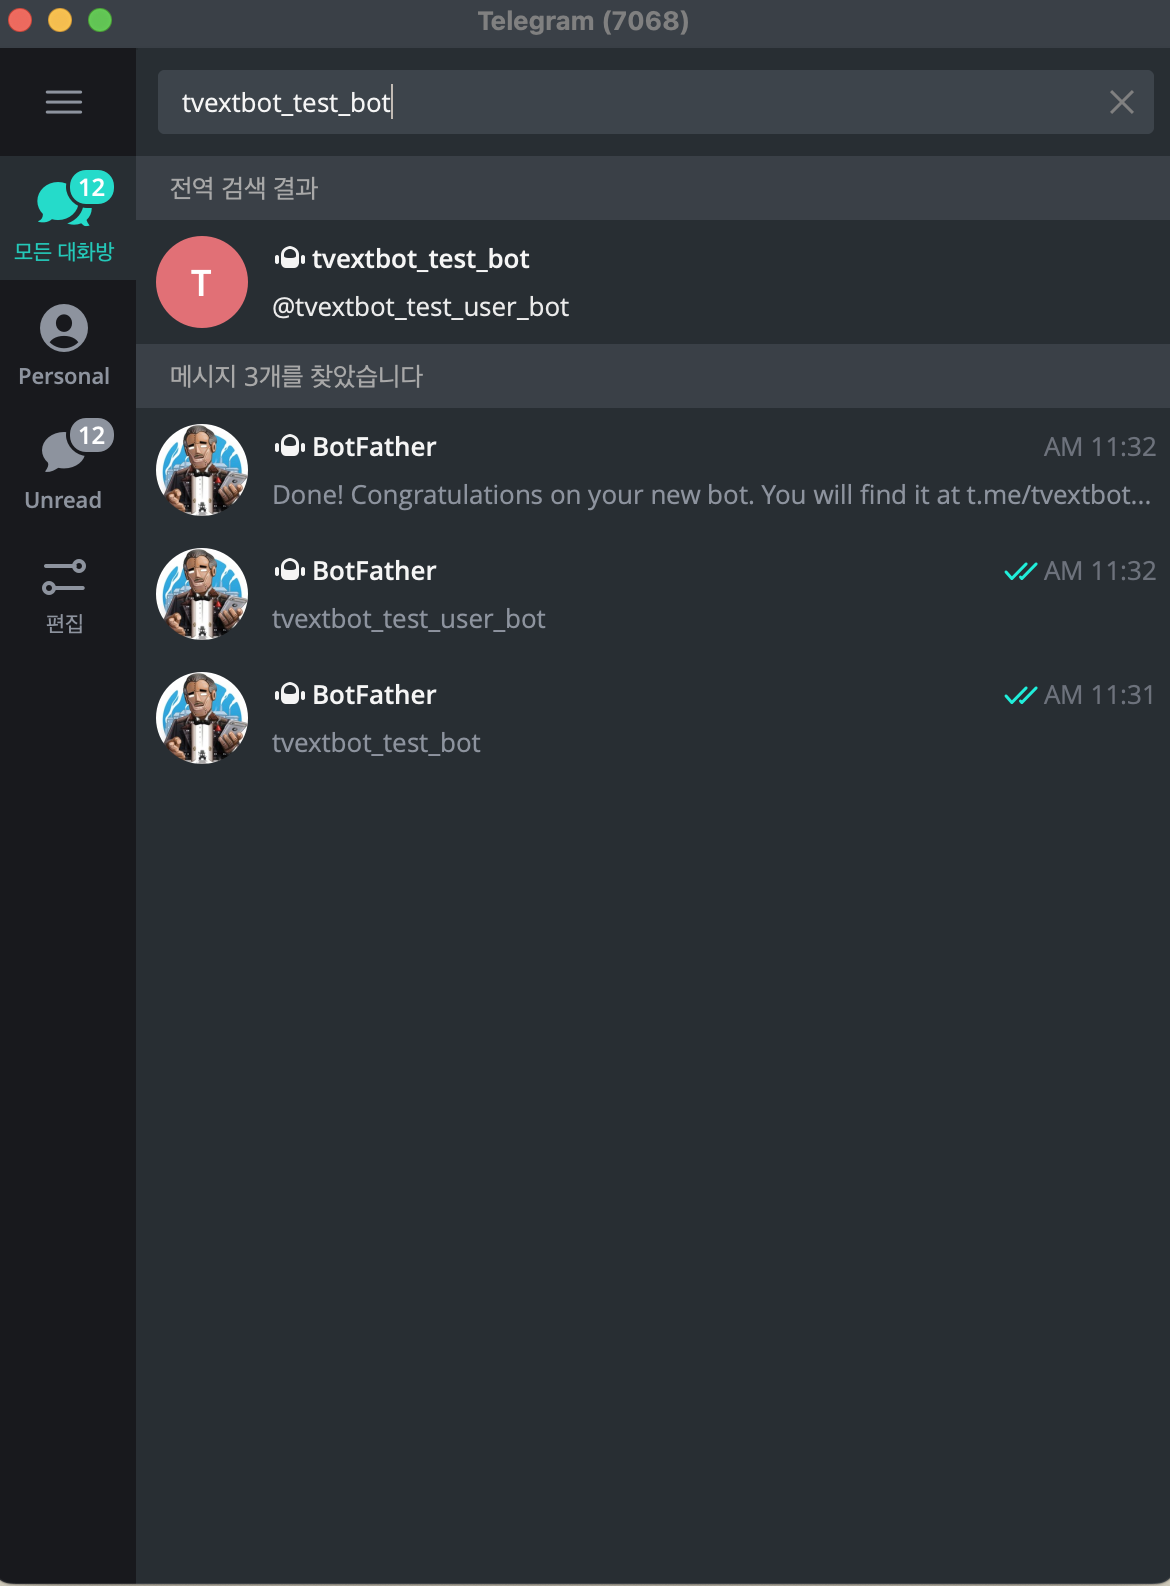 Telegram (7068)
tvextbot_test_bot
전역 검색 결과
12
모든 대화방
T
tvextbot_test_bot
@tvextbot_test_user_bot
Personal
메시지 3개를 찾았습니다
12
Unread
BotFather
AM 11:32
Done! Congratulations on your new bot. You will find it at t.me/tvextbot...
BotFather
AM 11:32
tvextbot_test_user_bot
편집
BotFather
AM 11:31
tvextbot_test_bot